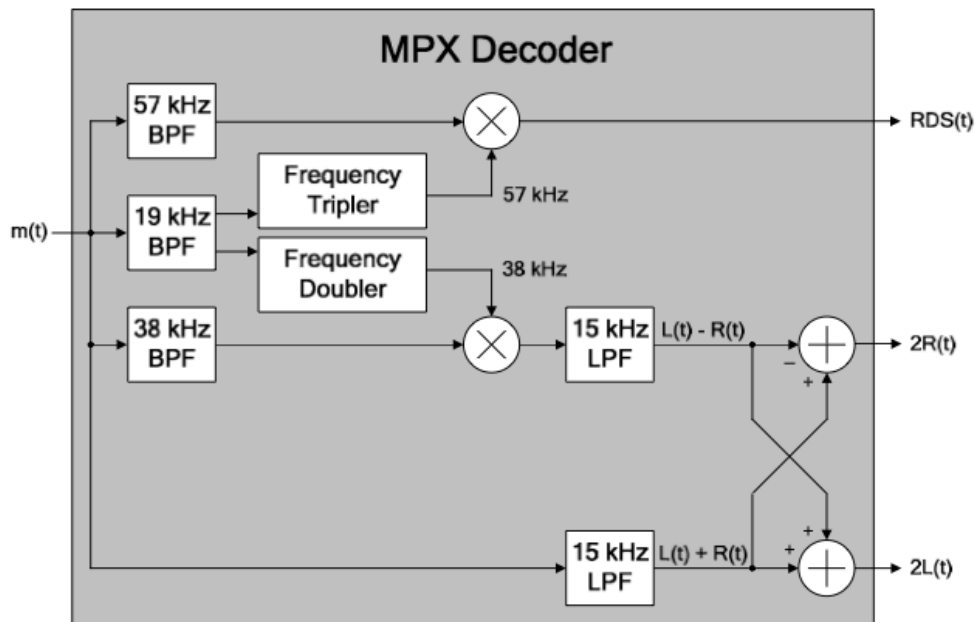 MPX Decoder
57 kHz
BPF
RDS(t)
Frequency
Tripler
57 kHz
m(t)
19 kHz
BPF
Frequency
Doubler
38 kHz
38 kHz
BPF
15 kHz
LPF
L(t) - R(t)
–
+
2R(t)
15 kHz
LPF
L(t) + R(t)
+
+
2L(t)